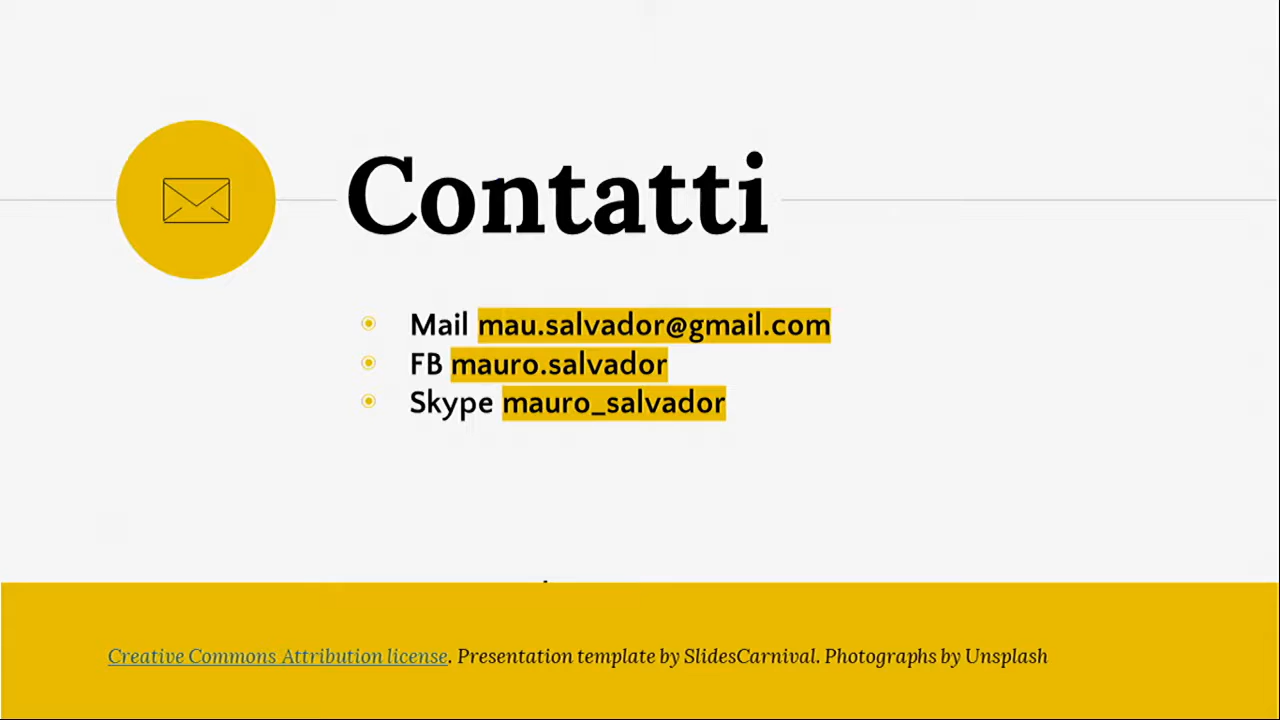 Contatti
Mail mau.salvador@gmail.com
FB mauro.salvador
Skype mauro_salvador
Creative Commons Attribution license. Presentation template by SlidesCarnival. Photographs by Unsplash